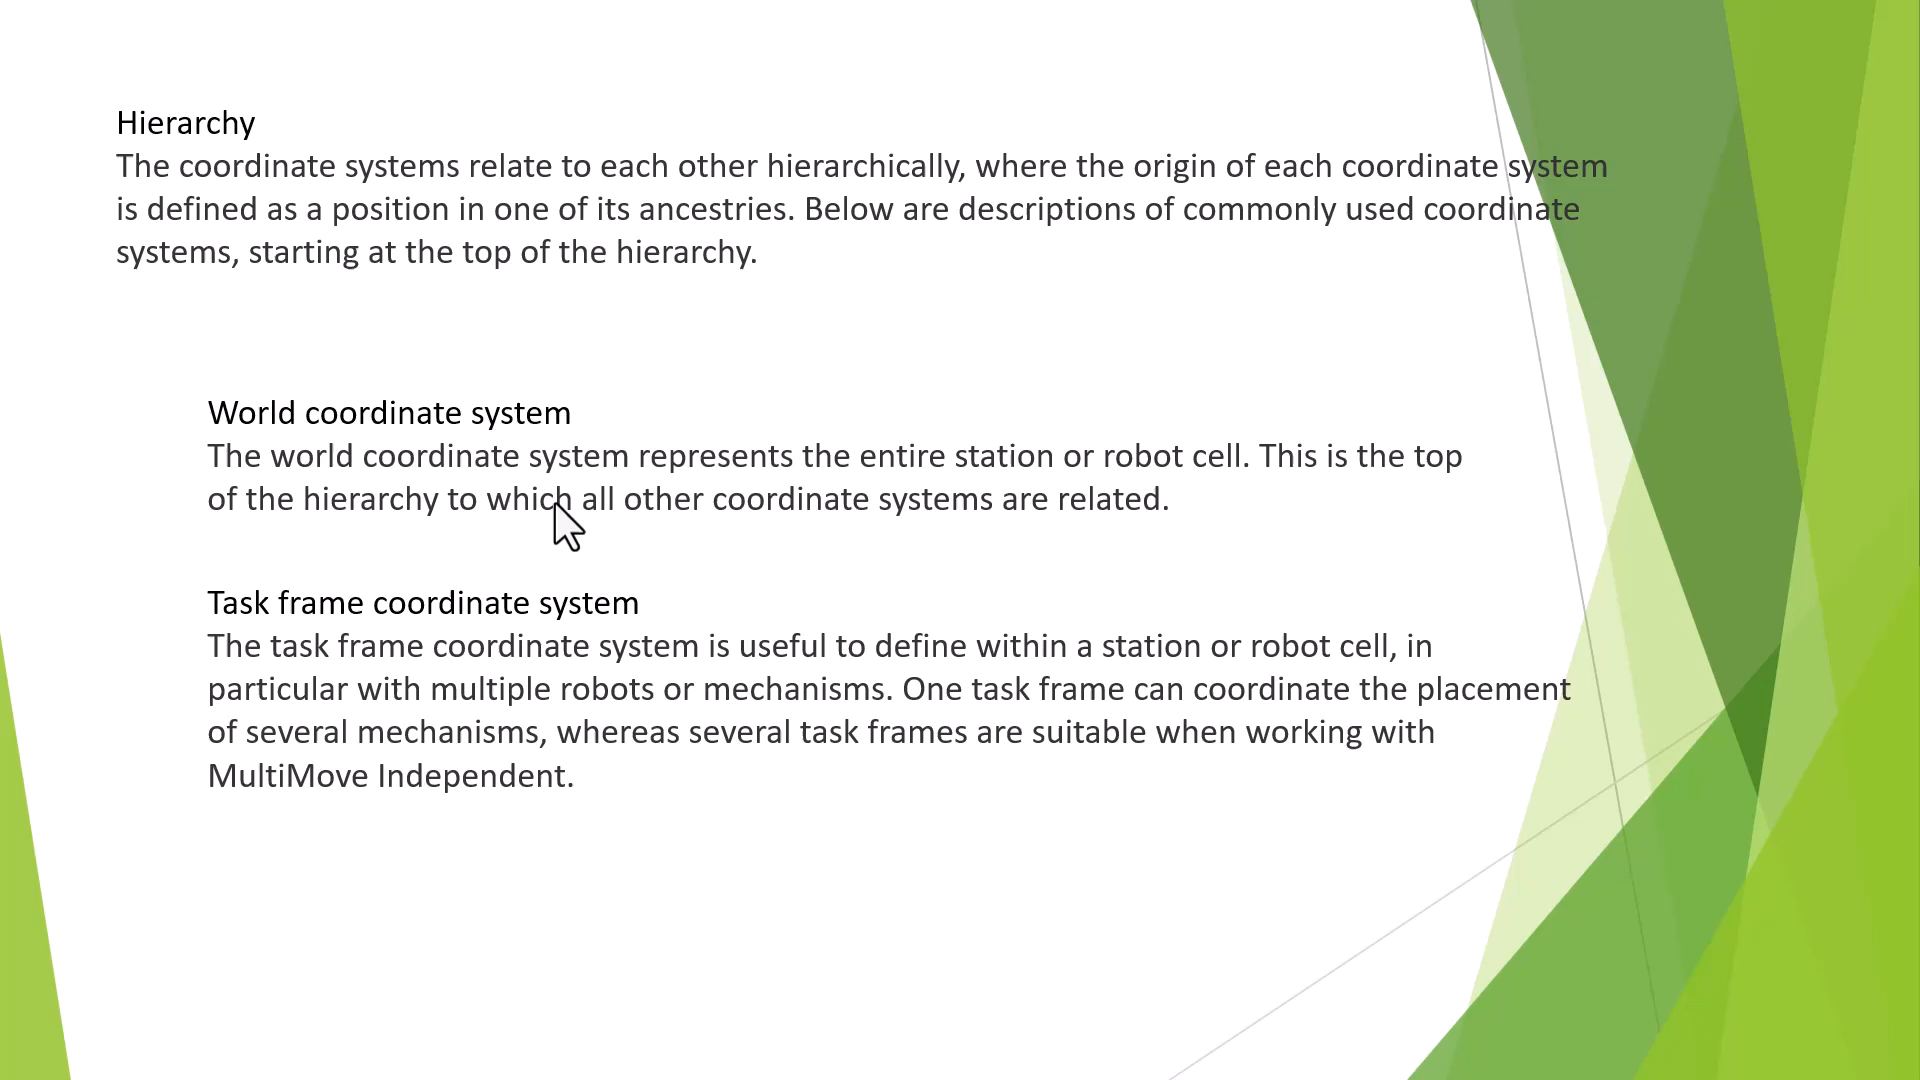 Hierarchy
The coordinate systems relate to each other hierarchically, where the origin of each coordinate system
is defined as a position in one of its ancestries. Below are descriptions of commonly used coordinate
systems, starting at the top of the hierarchy.
World coordinate system
The world coordinate system represents the entire station or robot cell. This is the top
of the hierarchy to which all other coordinate systems are related.
Task frame coordinate system
The task frame coordinate system is useful to define within a station or robot cell, in
particular with multiple robots or mechanisms. One task frame can coordinate the placement
of several mechanisms, whereas several task frames are suitable when working with
MultiMove Independent.